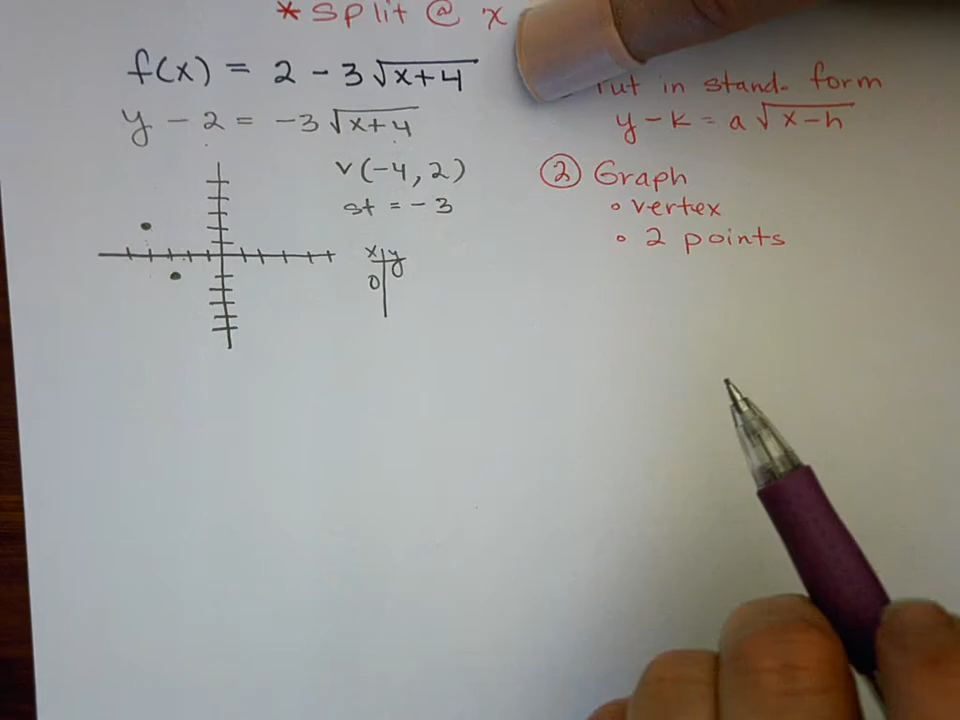 * split @ x
f(x) = 2 - 3√x+4
y - 2 = -3√x+4
v(-4, 2)
st = -3
x | y
0
Put in stand. form
y - k = a√x-h
② Graph
• vertex
• 2 points